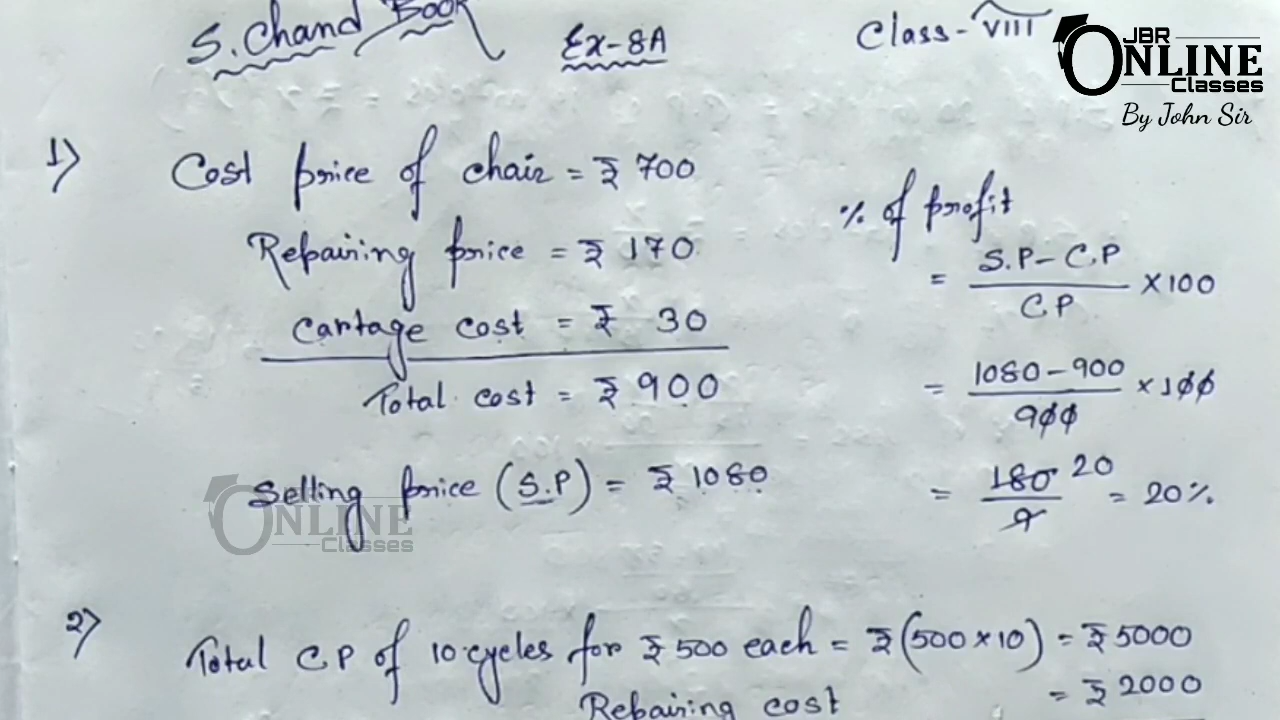 S. Chand Book
Ex-8A
Class-VIII
JBR
ONLINE
Classes
By John Sir
1)
Cost price of chair = ₹ 700
Repairing price = ₹ 170
Cartage cost = ₹ 30
Total cost = ₹ 900
Selling price (S.P) = ₹ 1080
ONLINE
Classes
% of profit
= S.P - C.P / C.P × 100
= 1080 - 900 / 900 × 100
= 180 20 / 9 = 20%
2)
Total C.P of 10 cycles for ₹ 500 each = ₹ (500 × 10) = ₹ 5000
Repairing cost = ₹ 2000